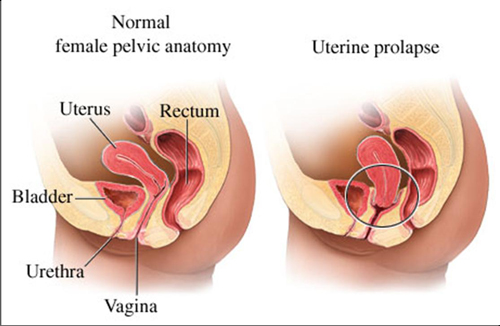 Normal
female pelvic anatomy
Uterine prolapse
Uterus
Rectum
Bladder
Urethra
Vagina